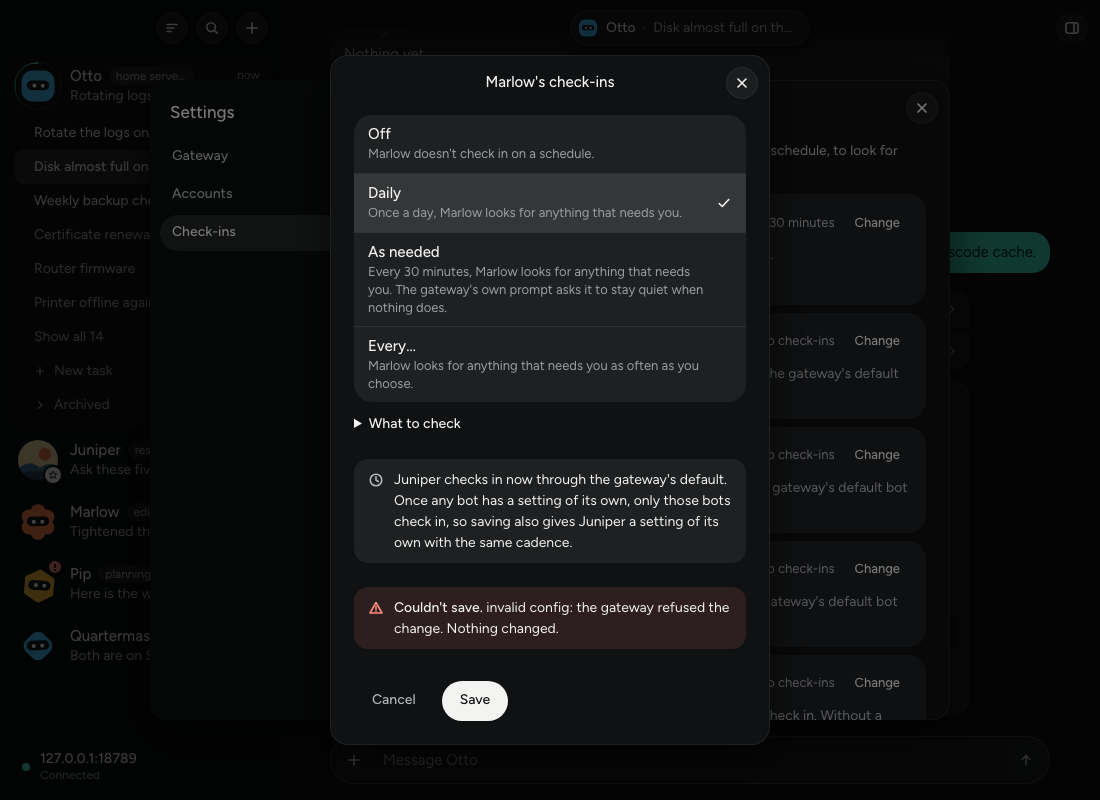 Otto · Disk almost full on th...
Nothing yet
Otto home serve... now
Rotating logs
Rotate the logs on
Disk almost full on
Weekly backup che
Certificate renewa
Router firmware
Printer offline again
Show all 14
New task
Archived
Juniper res
Ask these five
Marlow edi
Tightened th
Pip planning
Here is the w
Quartermas
Both are on S
127.0.0.1:18789
Connected
Settings
Gateway
Accounts
Check-ins
schedule, to look for
30 minutes Change
scode cache.
o check-ins Change
he gateway's default
o check-ins Change
gateway's default bot
o check-ins Change
ateway's default bot
o check-ins Change
heck in. Without a
Message Otto
Marlow's check-ins
Off
Marlow doesn't check in on a schedule.
Daily
Once a day, Marlow looks for anything that needs you.
As needed
Every 30 minutes, Marlow looks for anything that needs
you. The gateway's own prompt asks it to stay quiet when
nothing does.
Every...
Marlow looks for anything that needs you as often as you
choose.
What to check
Juniper checks in now through the gateway's default.
Once any bot has a setting of its own, only those bots
check in, so saving also gives Juniper a setting of its
own with the same cadence.
Couldn't save. invalid config: the gateway refused the
change. Nothing changed.
Cancel Save